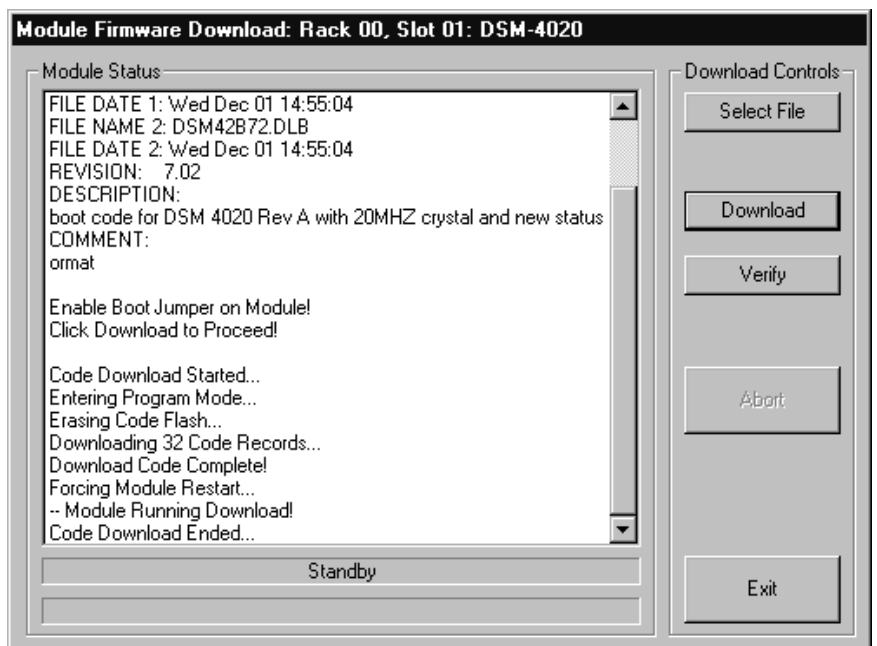 Module Firmware Download: Rack 00, Slot 01: DSM-4020
Module Status
FILE DATE 1: Wed Dec 01 14:55:04
FILE NAME 2: DSM42B72.DLB
FILE DATE 2: Wed Dec 01 14:55:04
REVISION: 7.02
DESCRIPTION:
boot code for DSM 4020 Rev A with 20MHZ crystal and new status
COMMENT:
ormat
Enable Boot Jumper on Module!
Click Download to Proceed!
Code Download Started...
Entering Program Mode...
Erasing Code Flash...
Downloading 32 Code Records...
Download Code Complete!
Forcing Module Restart...
-- Module Running Download!
Code Download Ended...
Standby
Download Controls
Select File
Download
Verify
Abort
Exit